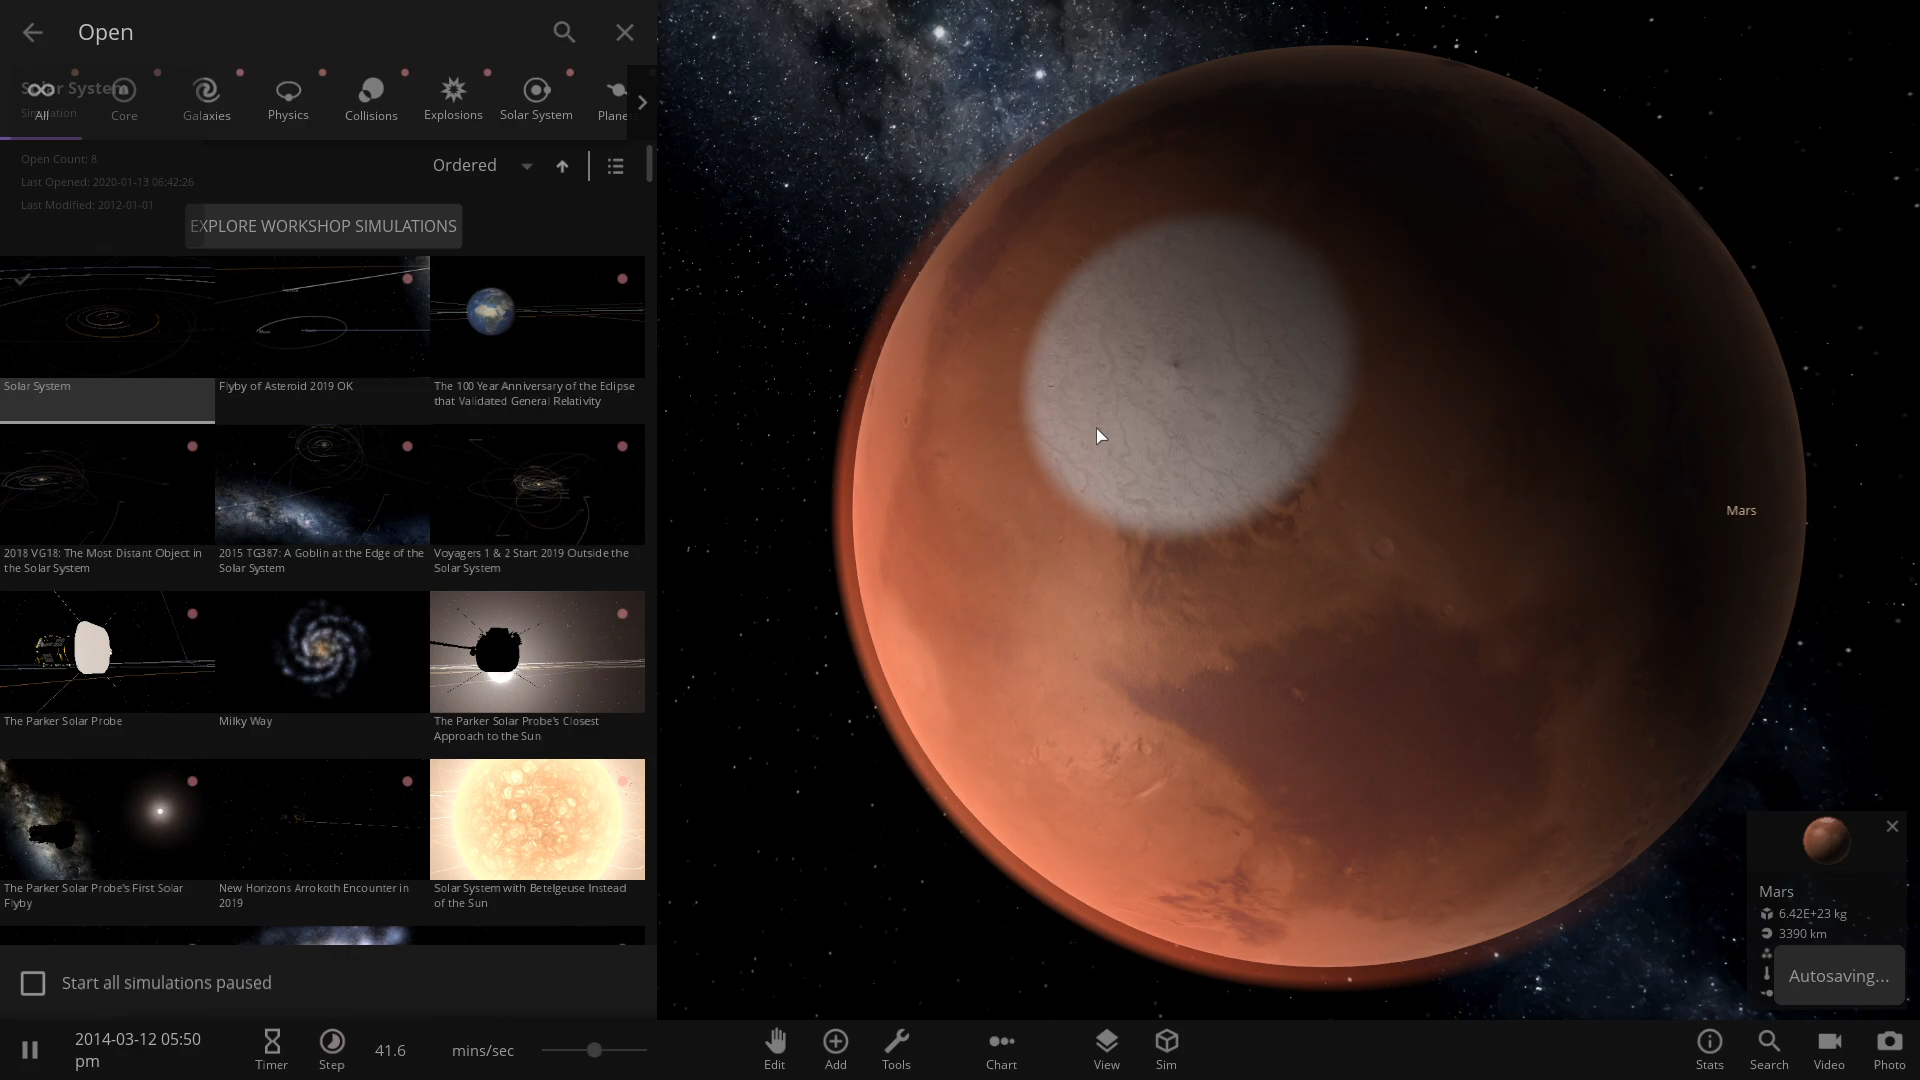 Open
Solar System
Simulation
All
Core
Galaxies
Physics
Collisions
Explosions
Solar System
Plane
Open Count: 8
Last Opened: 2020-01-13 06:42:26
Last Modified: 2012-01-01
Ordered
EXPLORE WORKSHOP SIMULATIONS
Solar System
Flyby of Asteroid 2019 OK
The 100 Year Anniversary of the Eclipse
that Validated General Relativity
2018 VG18: The Most Distant Object in
the Solar System
2015 TG387: A Goblin at the Edge of the
Solar System
Voyagers 1 & 2 Start 2019 Outside the
Solar System
The Parker Solar Probe
Milky Way
The Parker Solar Probe's Closest
Approach to the Sun
The Parker Solar Probe's First Solar
Flyby
New Horizons Arrokoth Encounter in
2019
Solar System with Betelgeuse Instead
of the Sun
Start all simulations paused
Mars
Mars
6.42E+23 kg
3390 km
Autosaving...
2014-03-12 05:50
pm
Timer
Step
41.6
mins/sec
Edit
Add
Tools
Chart
View
Sim
Stats
Search
Video
Photo